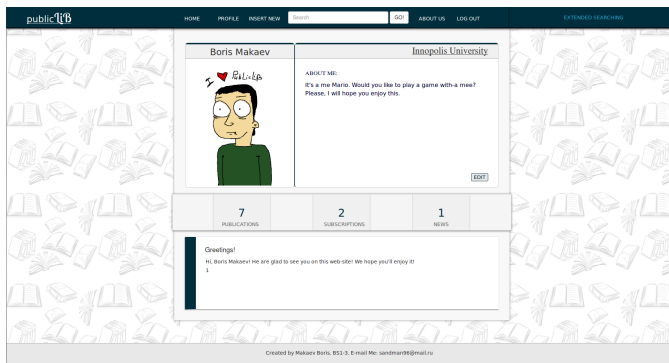 publicLiB
HOME PROFILE INSERT NEW Search GO! ABOUT US LOG OUT EXTENDED SEARCHING
Boris Makaev
Innopolis University
I ❤ PublicLiB
ABOUT ME:
It's a me Mario. Would you like to play a game with-a mee?
Please, I will hope you enjoy this.
EDIT
7
PUBLICATIONS
2
SUBSCRIPTIONS
1
NEWS
Greetings!
Hi, Boris Makaev! He are glad to see you on this web-site! We hope you'll enjoy it!
1
Created by Makaev Boris. BS1-3. E-mail Me: sandman96@mail.ru